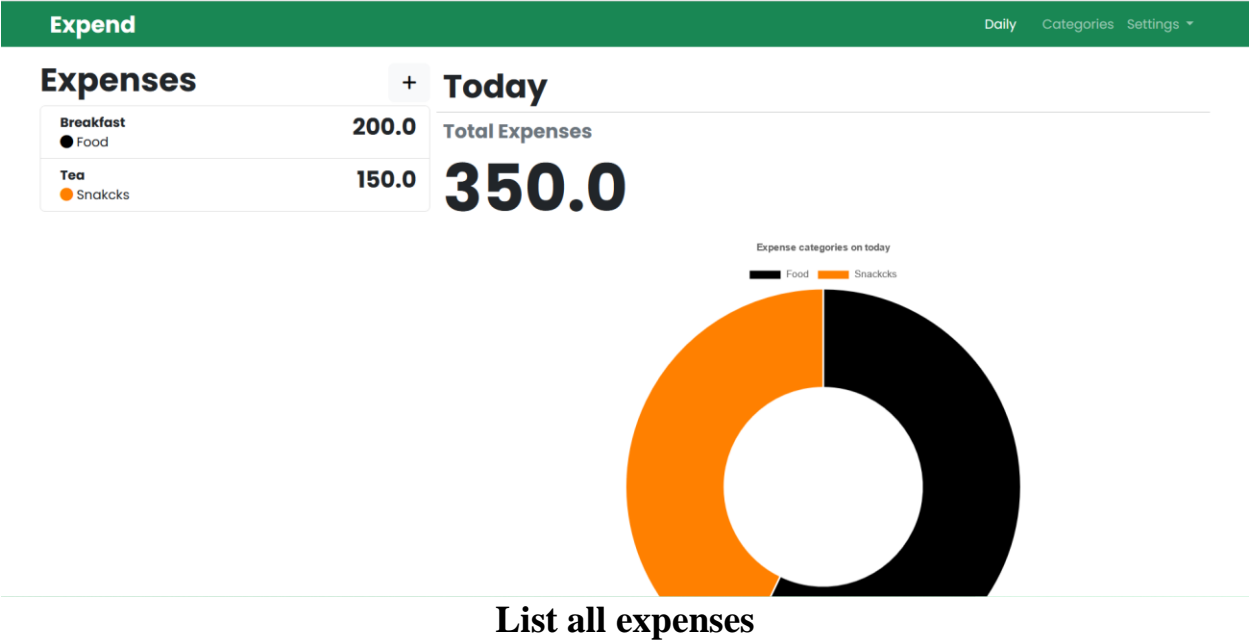 Expend
Daily Categories Settings
Expenses +
Breakfast 200.0
Food
Tea 150.0
Snakcks
Today
Total Expenses
350.0
Expense categories on today
Food Snackcks
List all expenses